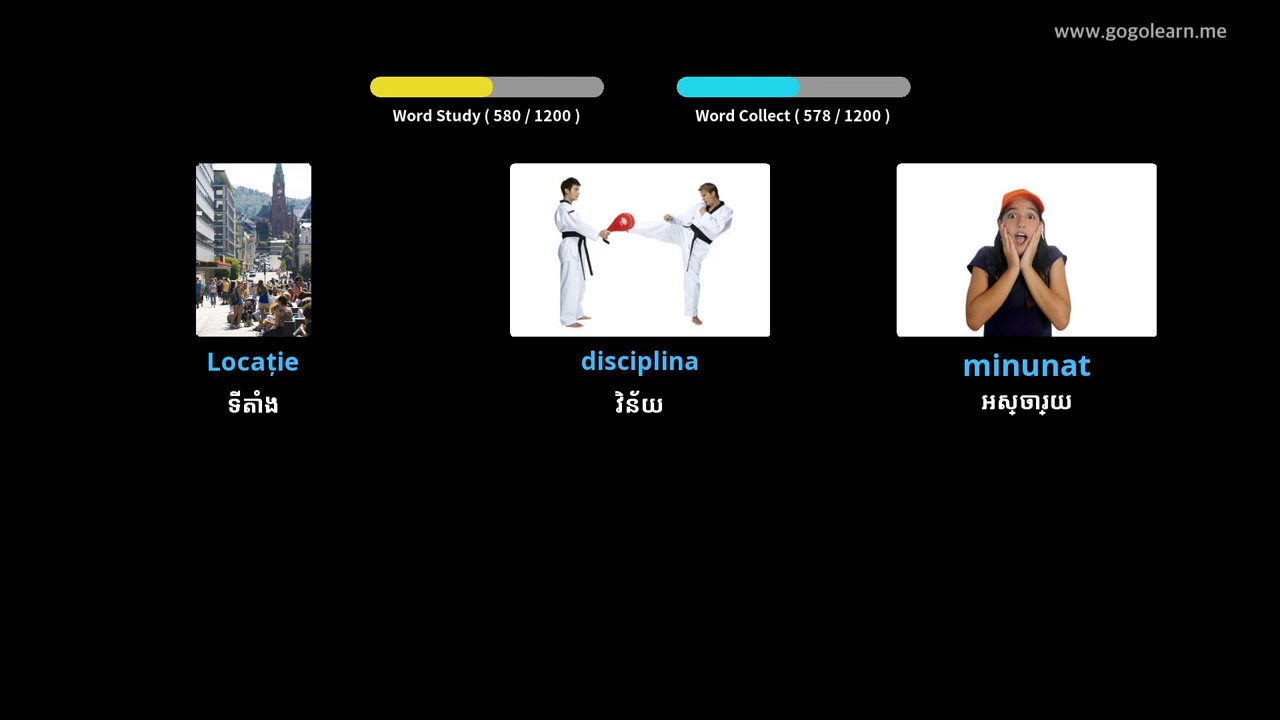 www.gogolearn.me
Word Study ( 580 / 1200 )
Word Collect ( 578 / 1200 )
Locație
disciplina
minunat
ទីតាំង
វិន័យ
អស្ចារ្យ